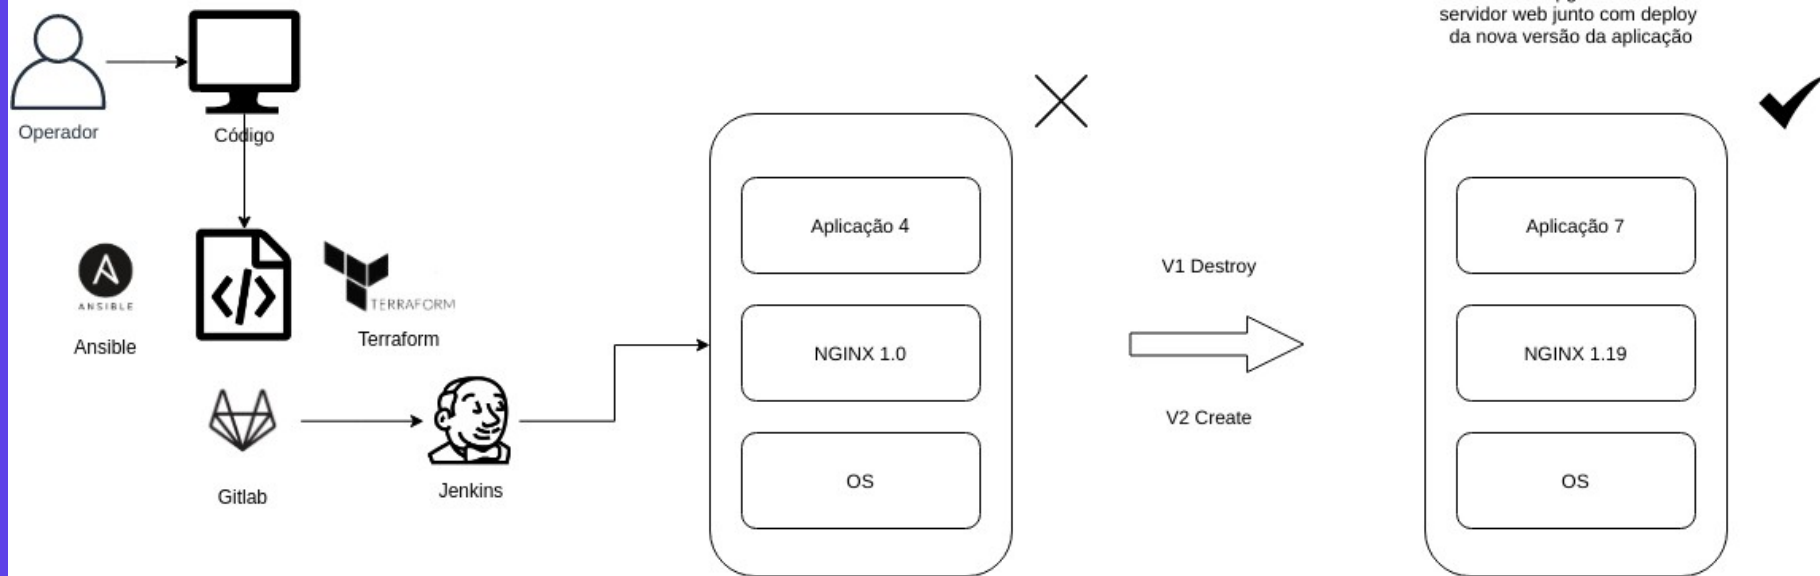 servidor web junto com deploy
da nova versão da aplicação
Operador
Código
Aplicação 4
Aplicação 7
V1 Destroy
ANSIBLE
TERRAFORM
Ansible
Terraform
NGINX 1.0
NGINX 1.19
V2 Create
Gitlab
Jenkins
OS
OS